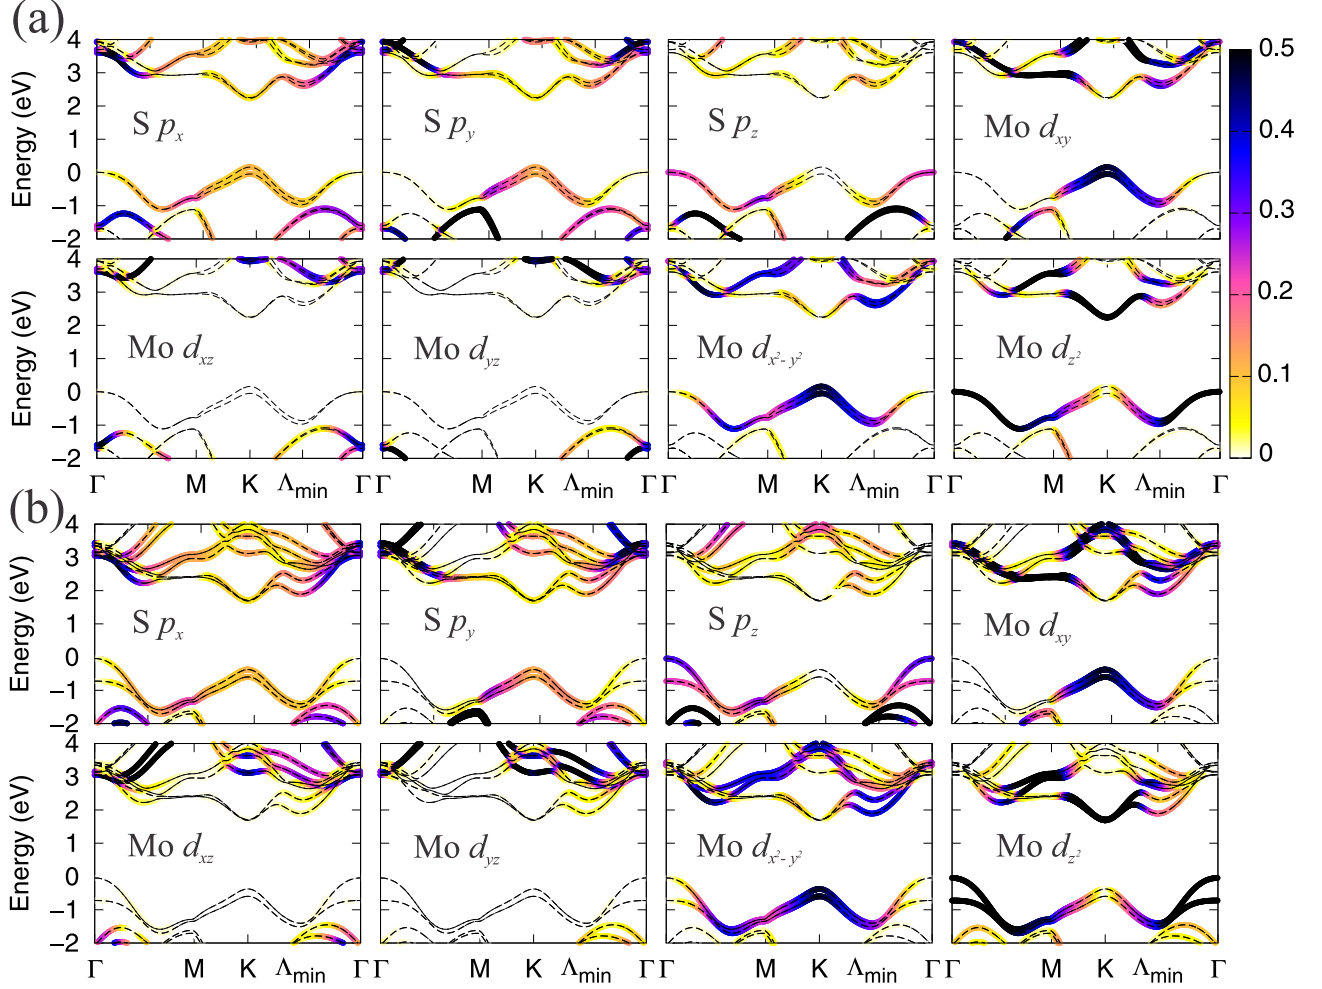 (a)
4 3 2 1 0 −1 −2
Energy (eV)
S px S py S pz Mo dxy
0.5
0.4
0.3
0.2
0.1
0
4 3 2 1 0 −1 −2
Energy (eV)
Mo dxz Mo dyz Mo dx²-y² Mo dz²
Γ M K Λmin Γ Γ M K Λmin Γ Γ M K Λmin Γ Γ M K Λmin Γ
(b)
4 3 2 1 0 −1 −2
Energy (eV)
S px S py S pz Mo dxy
4 3 2 1 0 −1 −2
Energy (eV)
Mo dxz Mo dyz Mo dx²-y² Mo dz²
Γ M K Λmin Γ Γ M K Λmin Γ Γ M K Λmin Γ Γ M K Λmin Γ